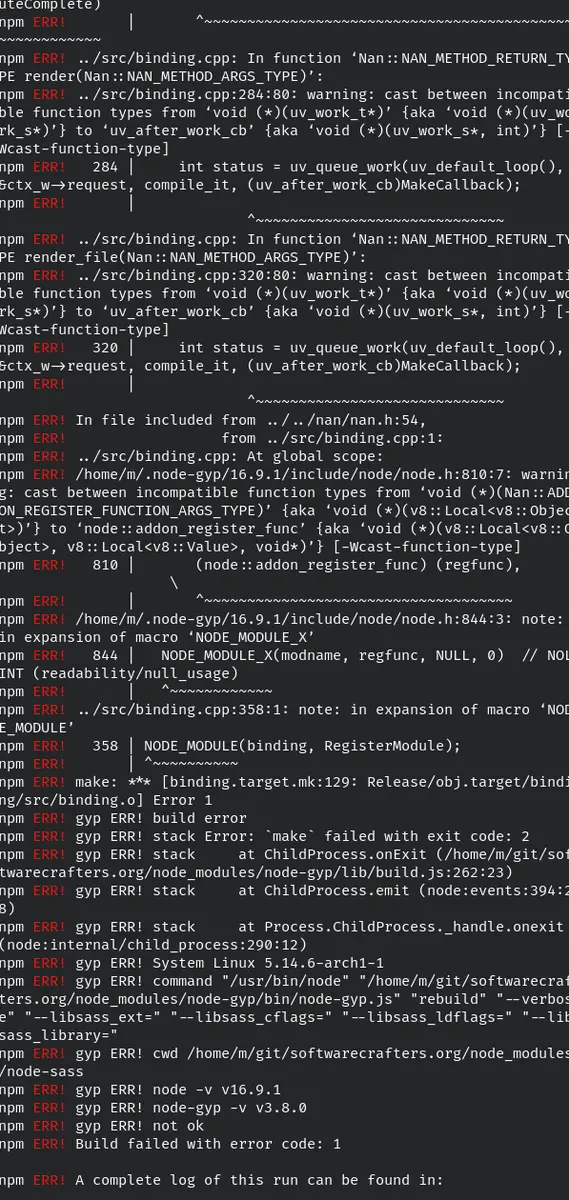 uteComplete)
npm ERR!       |       ^~~~~~~~~~~~~~~~~~~~~~~~~~~~~~~~~~~~~~~~~
~~~~~~~~~~~~~
npm ERR! ../src/binding.cpp: In function ‘Nan::NAN_METHOD_RETURN_TY
PE render(Nan::NAN_METHOD_ARGS_TYPE)’:
npm ERR! ../src/binding.cpp:284:80: warning: cast between incompati
ble function types from ‘void (*)(uv_work_t*)’ {aka ‘void (*)(uv_wo
rk_s*)’} to ‘uv_after_work_cb’ {aka ‘void (*)(uv_work_s*, int)’} [-
Wcast-function-type]
npm ERR!   284 |     int status = uv_queue_work(uv_default_loop(),
&ctx_w->request, compile_it, (uv_after_work_cb)MakeCallback);
npm ERR!       |
                               ^~~~~~~~~~~~~~~~~~~~~~~~~~~~~~
npm ERR! ../src/binding.cpp: In function ‘Nan::NAN_METHOD_RETURN_TY
PE render_file(Nan::NAN_METHOD_ARGS_TYPE)’:
npm ERR! ../src/binding.cpp:320:80: warning: cast between incompati
ble function types from ‘void (*)(uv_work_t*)’ {aka ‘void (*)(uv_wo
rk_s*)’} to ‘uv_after_work_cb’ {aka ‘void (*)(uv_work_s*, int)’} [-
Wcast-function-type]
npm ERR!   320 |     int status = uv_queue_work(uv_default_loop(),
&ctx_w->request, compile_it, (uv_after_work_cb)MakeCallback);
npm ERR!       |
                               ^~~~~~~~~~~~~~~~~~~~~~~~~~~~~~
npm ERR! In file included from ../../nan/nan.h:54,
npm ERR!                  from ../src/binding.cpp:1:
npm ERR! ../src/binding.cpp: At global scope:
npm ERR! /home/m/.node-gyp/16.9.1/include/node/node.h:810:7: warnin
g: cast between incompatible function types from ‘void (*)(Nan::ADD
ON_REGISTER_FUNCTION_ARGS_TYPE)’ {aka ‘void (*)(v8::Local<v8::Objec
t>)’} to ‘node::addon_register_func’ {aka ‘void (*)(v8::Local<v8::O
bject>, v8::Local<v8::Value>, void*)’} [-Wcast-function-type]
npm ERR!   810 |       (node::addon_register_func) (regfunc),
                     \
npm ERR!       |       ^~~~~~~~~~~~~~~~~~~~~~~~~~~~~~~~~~~~~
npm ERR! /home/m/.node-gyp/16.9.1/include/node/node.h:844:3: note:
in expansion of macro ‘NODE_MODULE_X’
npm ERR!   844 |   NODE_MODULE_X(modname, regfunc, NULL, 0)  // NOL
INT (readability/null_usage)
npm ERR!       |   ^~~~~~~~~~~~~
npm ERR! ../src/binding.cpp:358:1: note: in expansion of macro ‘NOD
E_MODULE’
npm ERR!   358 | NODE_MODULE(binding, RegisterModule);
npm ERR!       | ^~~~~~~~~~~
npm ERR! make: *** [binding.target.mk:129: Release/obj.target/bindi
ng/src/binding.o] Error 1
npm ERR! gyp ERR! build error
npm ERR! gyp ERR! stack Error: `make` failed with exit code: 2
npm ERR! gyp ERR! stack     at ChildProcess.onExit (/home/m/git/sof
twarecrafters.org/node_modules/node-gyp/lib/build.js:262:23)
npm ERR! gyp ERR! stack     at ChildProcess.emit (node:events:394:2
8)
npm ERR! gyp ERR! stack     at Process.ChildProcess._handle.onexit
(node:internal/child_process:290:12)
npm ERR! gyp ERR! System Linux 5.14.6-arch1-1
npm ERR! gyp ERR! command "/usr/bin/node" "/home/m/git/softwarecraf
ters.org/node_modules/node-gyp/bin/node-gyp.js" "rebuild" "--verbos
e" "--libsass_ext=" "--libsass_cflags=" "--libsass_ldflags=" "--lib
sass_library="
npm ERR! gyp ERR! cwd /home/m/git/softwarecrafters.org/node_modules
/node-sass
npm ERR! gyp ERR! node -v v16.9.1
npm ERR! gyp ERR! node-gyp -v v3.8.0
npm ERR! gyp ERR! not ok
npm ERR! Build failed with error code: 1

npm ERR! A complete log of this run can be found in: